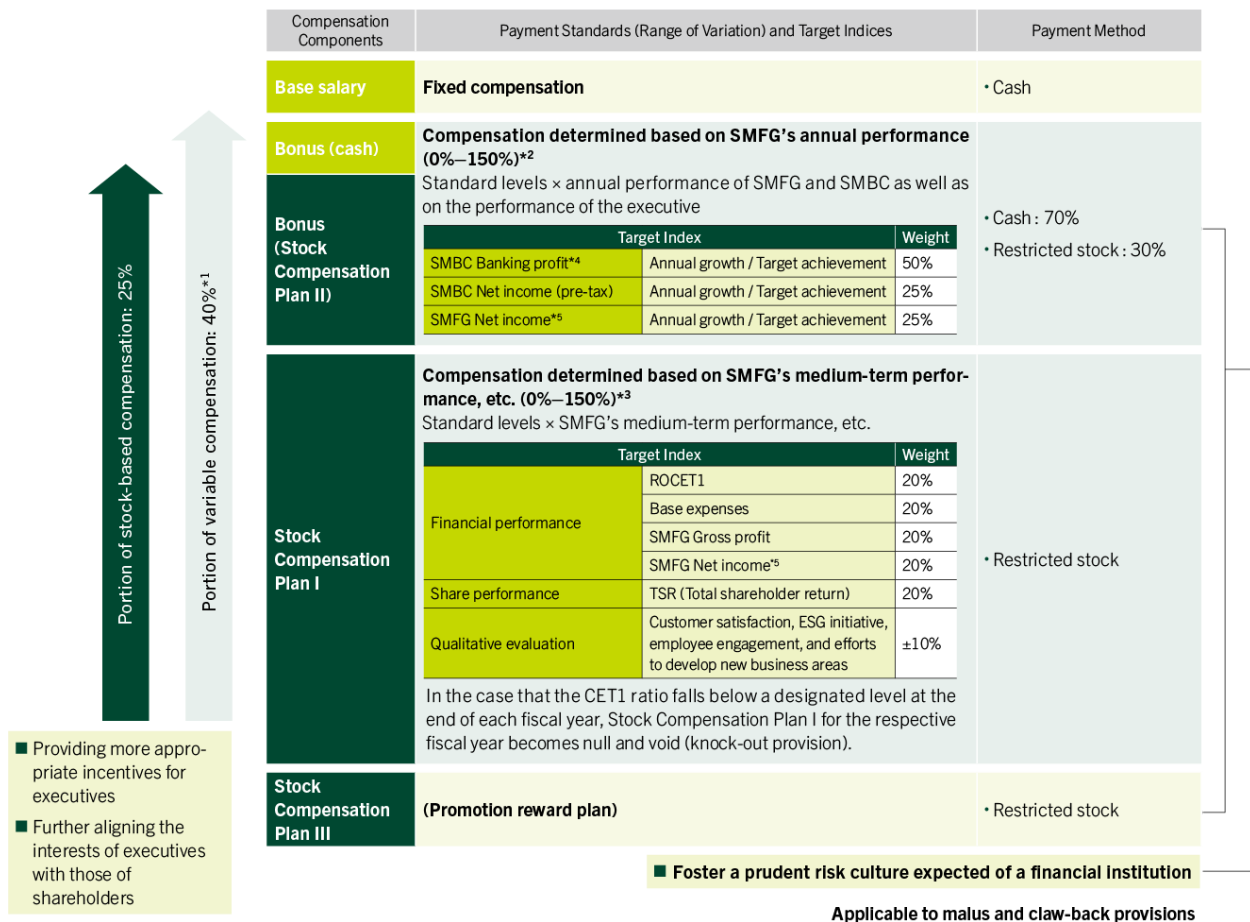 Compensation
Components
Payment Standards (Range of Variation) and Target Indices
Payment Method
Base salary
Fixed compensation
• Cash
Bonus (cash)
Bonus
(Stock
Compensation
Plan II)
Compensation determined based on SMFG's annual performance
(0%–150%)*2
Standard levels × annual performance of SMFG and SMBC as well as
on the performance of the executive
Target Index Weight
SMBC Banking profit*4 Annual growth / Target achievement 50%
SMBC Net income (pre-tax) Annual growth / Target achievement 25%
SMFG Net income*5 Annual growth / Target achievement 25%
• Cash : 70%
• Restricted stock : 30%
Stock
Compensation
Plan I
Compensation determined based on SMFG's medium-term perfor-
mance, etc. (0%–150%)*3
Standard levels × SMFG's medium-term performance, etc.
Target Index Weight
Financial performance
ROCET1 20%
Base expenses 20%
SMFG Gross profit 20%
SMFG Net income*5 20%
Share performance TSR (Total shareholder return) 20%
Qualitative evaluation
Customer satisfaction, ESG initiative,
employee engagement, and efforts
to develop new business areas
±10%
In the case that the CET1 ratio falls below a designated level at the
end of each fiscal year, Stock Compensation Plan I for the respective
fiscal year becomes null and void (knock-out provision).
• Restricted stock
Stock
Compensation
Plan III
(Promotion reward plan)
• Restricted stock
Portion of stock-based compensation: 25%
Portion of variable compensation: 40%*1
■ Providing more appro-
priate incentives for
executives
■ Further aligning the
interests of executives
with those of
shareholders
■ Foster a prudent risk culture expected of a financial institution
Applicable to malus and claw-back provisions